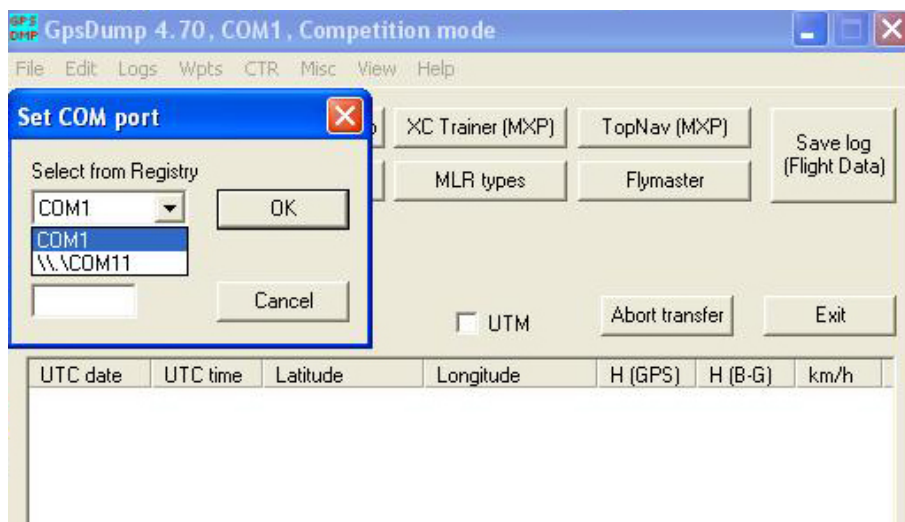 GPS DMP GpsDump 4.70, COM1, Competition mode
File Edit Logs Wpts CTR Misc View Help
Set COM port
Select from Registry
COM1
OK
COM1
\\.\COM11
Cancel
XC Trainer (MXP)
TopNav (MXP)
Save log
(Flight Data)
MLR types
Flymaster
UTM
Abort transfer
Exit
UTC date UTC time Latitude Longitude H (GPS) H (B-G) km/h